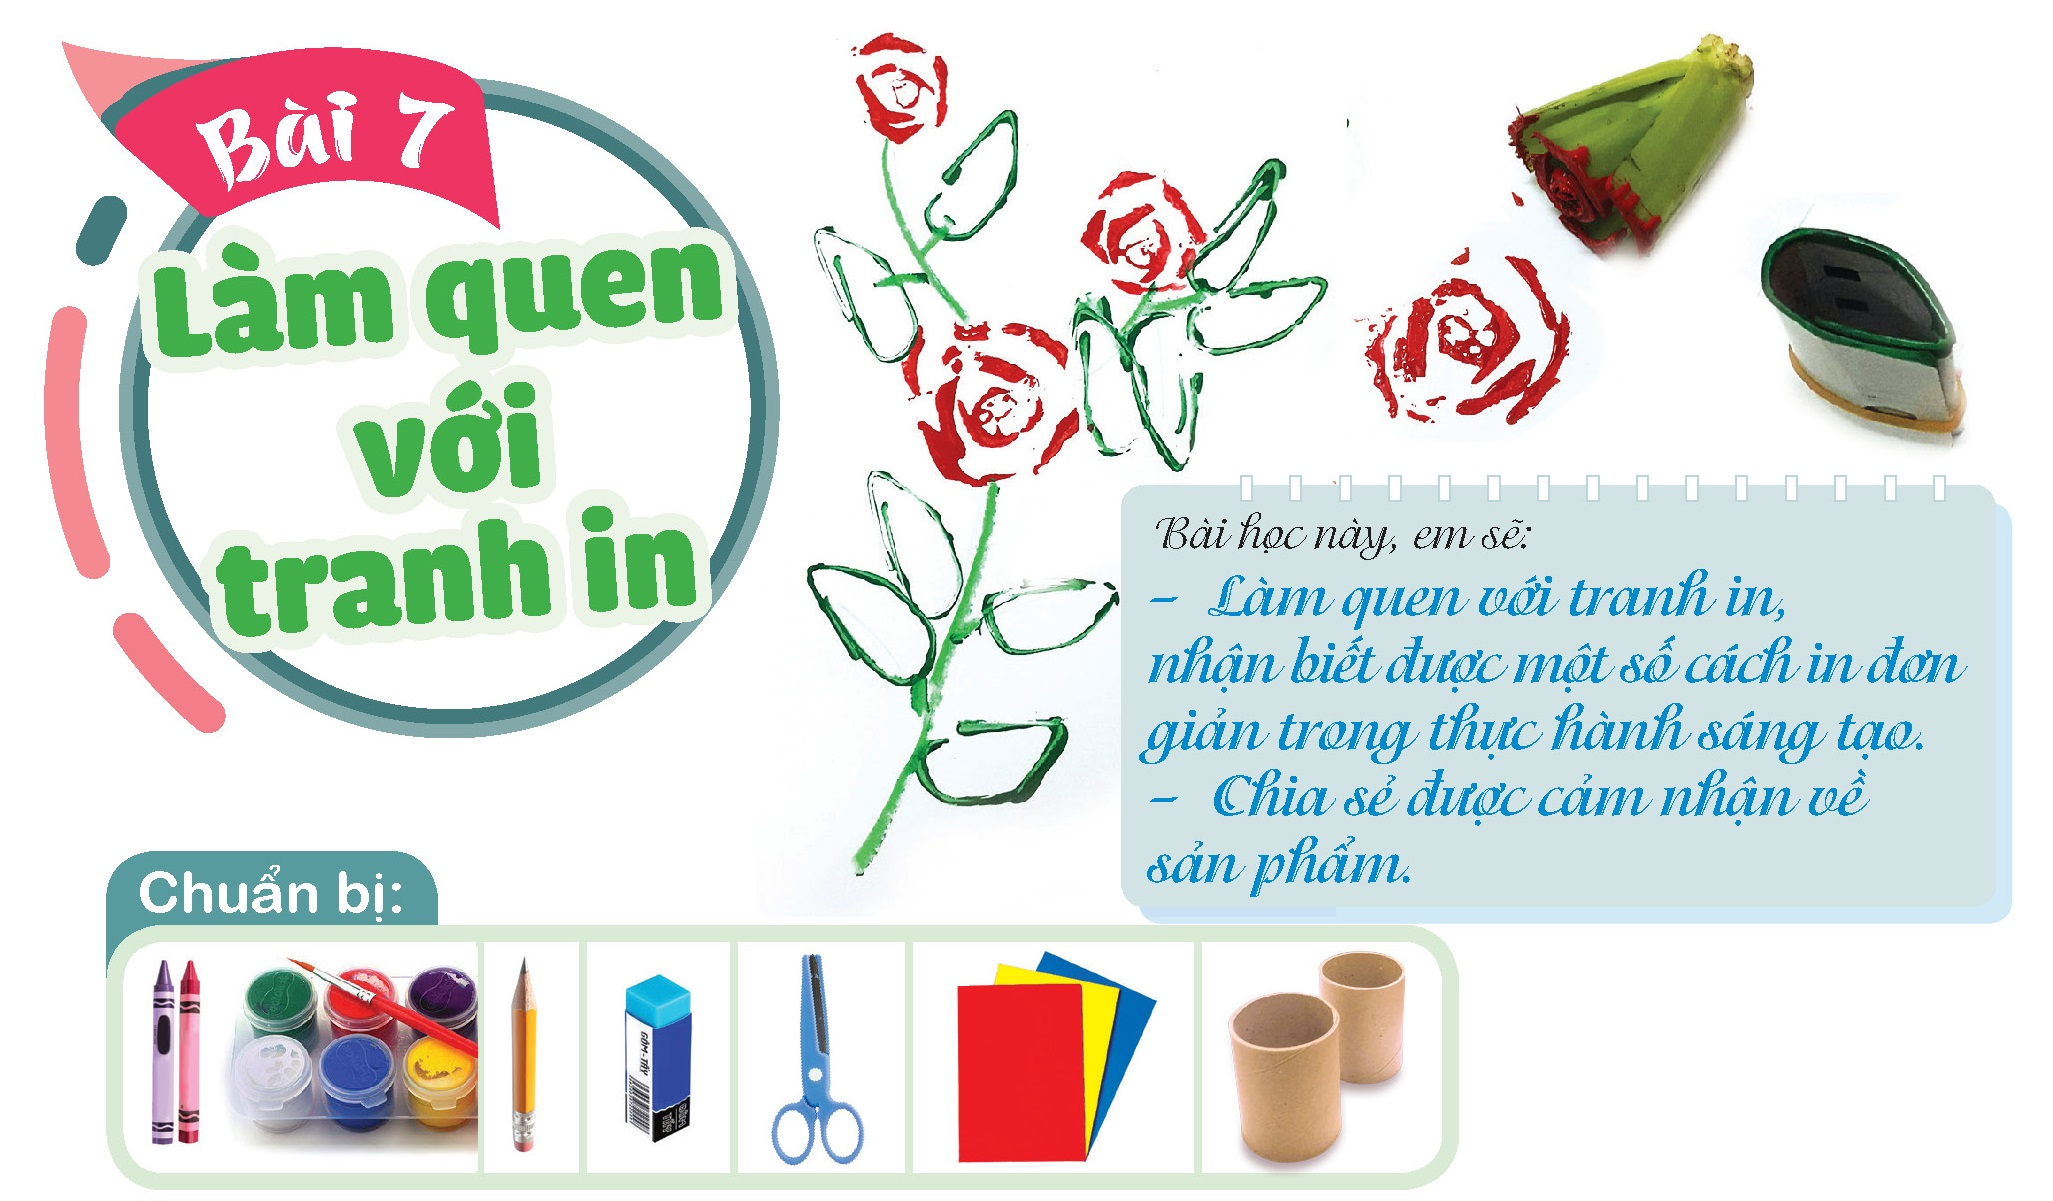 Bài 7
Làm quen
với
tranh in
Bài học này, em sẽ:
– Làm quen với tranh in,
nhận biết được một số cách in đơn
giản trong thực hành sáng tạo.
– Chia sẻ được cảm nhận về
sản phẩm.
Chuẩn bị:
GÔM-TẨY